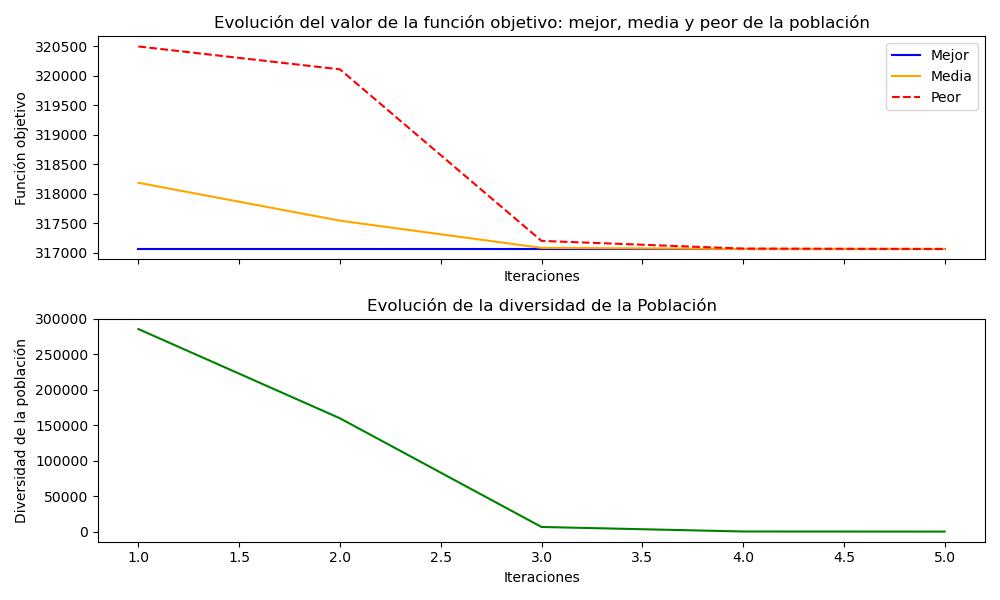 Evolución del valor de la función objetivo: mejor, media y peor de la población
Función objetivo
320500
320000
319500
319000
318500
318000
317500
317000
Mejor
Media
Peor
Iteraciones
Evolución de la diversidad de la Población
Diversidad de la población
300000
250000
200000
150000
100000
50000
0
1.0 1.5 2.0 2.5 3.0 3.5 4.0 4.5 5.0
Iteraciones